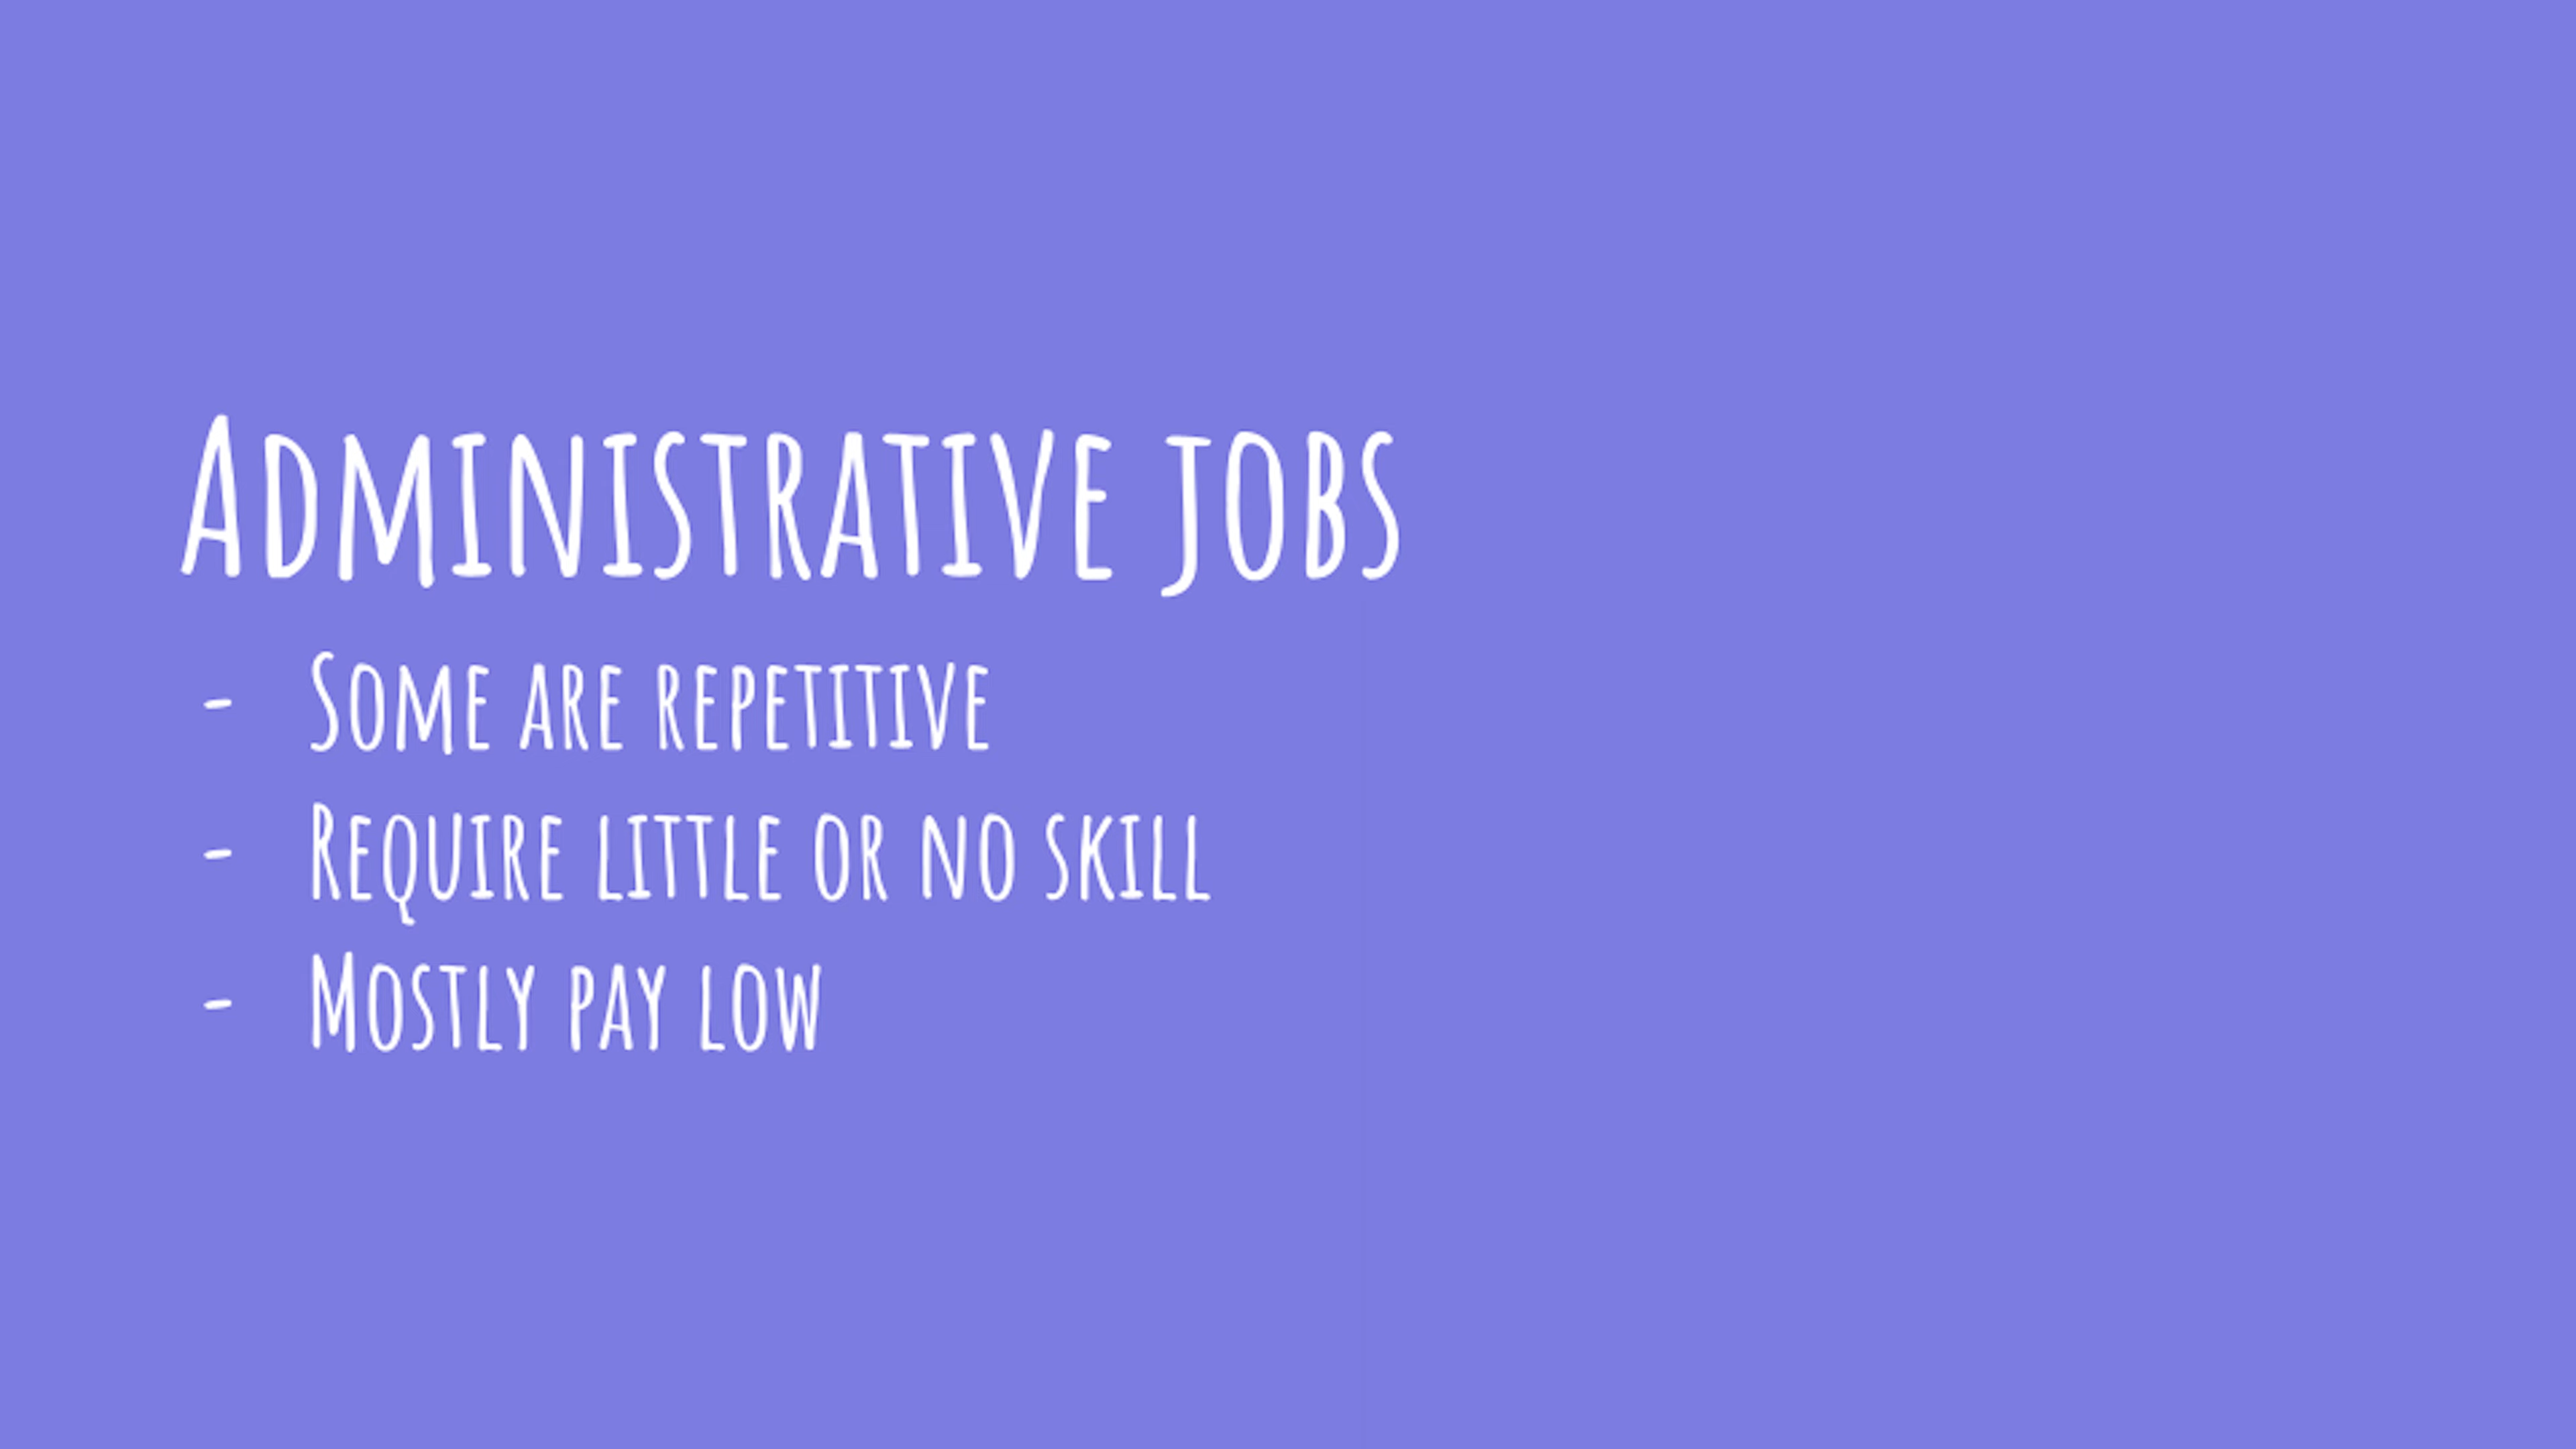 Administrative jobs
- Some are repetitive
- Require little or no skill
- Mostly pay low